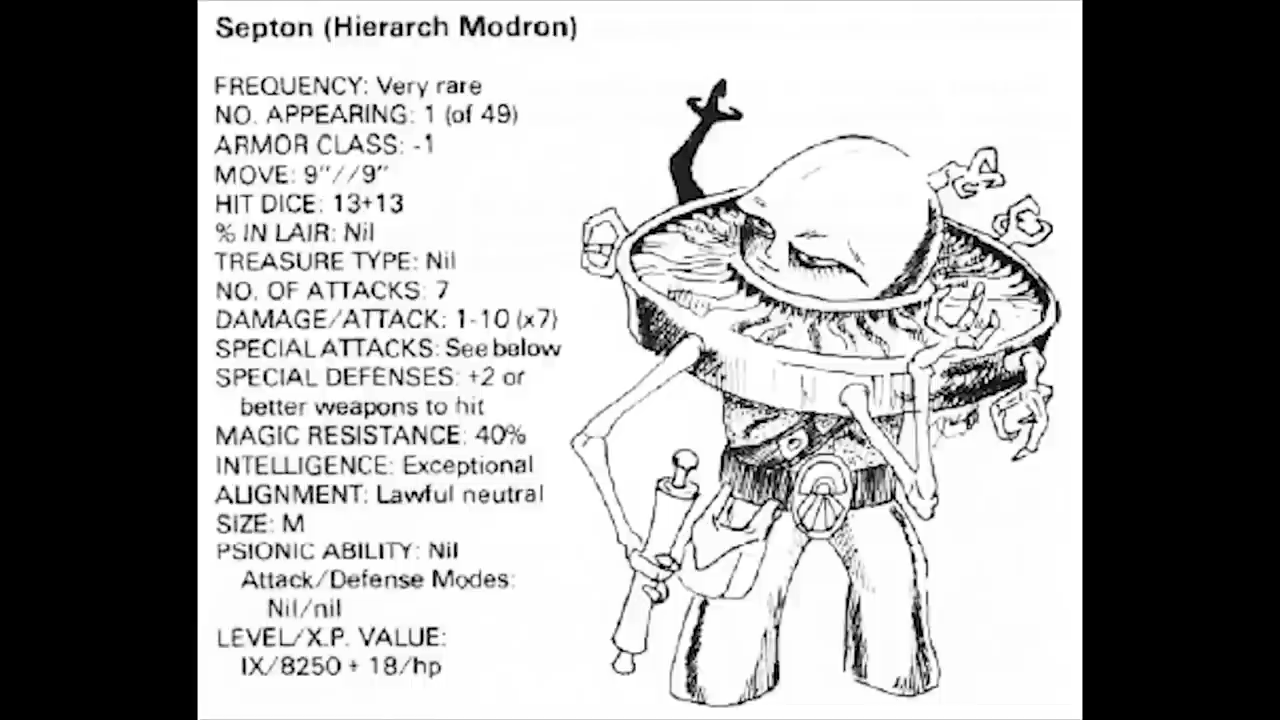 Septon (Hierarch Modron)
FREQUENCY: Very rare
NO. APPEARING: 1 (of 49)
ARMOR CLASS: -1
MOVE: 9"//9"
HIT DICE: 13+13
% IN LAIR: Nil
TREASURE TYPE: Nil
NO. OF ATTACKS: 7
DAMAGE/ATTACK: 1-10 (x7)
SPECIAL ATTACKS: See below
SPECIAL DEFENSES: +2 or
better weapons to hit
MAGIC RESISTANCE: 40%
INTELLIGENCE: Exceptional
ALIGNMENT: Lawful neutral
SIZE: M
PSIONIC ABILITY: Nil
Attack/Defense Modes:
Nil/nil
LEVEL/X.P. VALUE:
IX/8250 + 18/hp